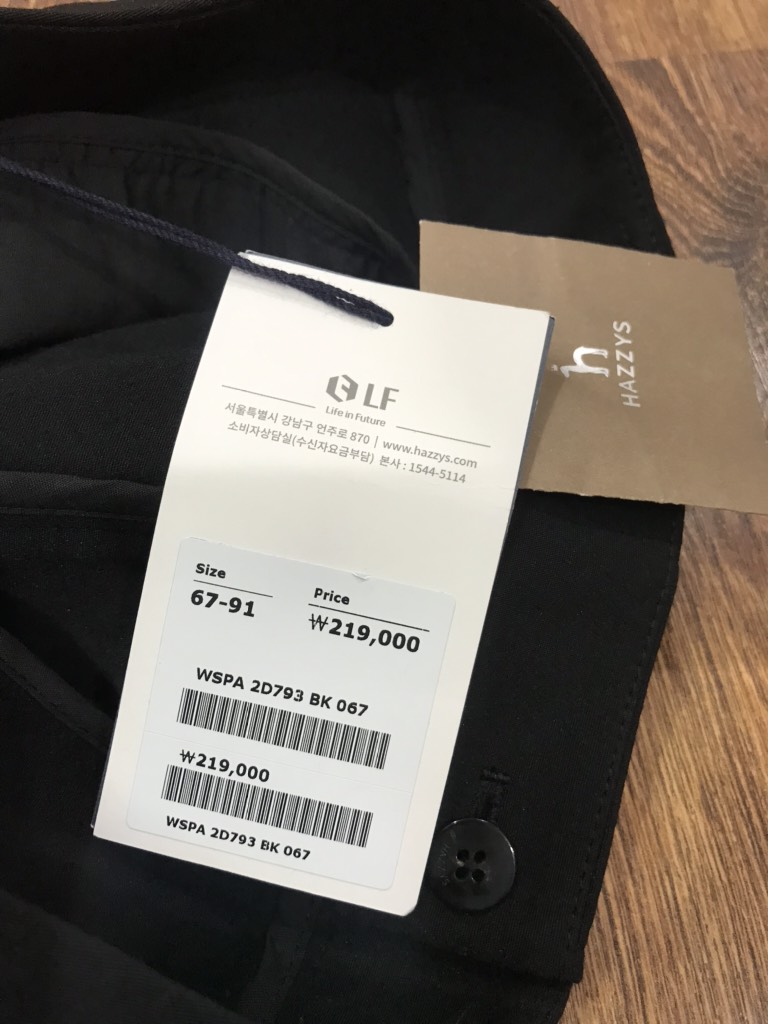 LF
Life in Future
서울특별시 강남구 언주로 870 | www.hazzys.com
소비자상담실(수신자요금부담) 본사 : 1544-5114
h
HAZZYS
Size
67-91
Price
₩219,000
WSPA 2D793 BK 067
₩219,000
WSPA 2D793 BK 067